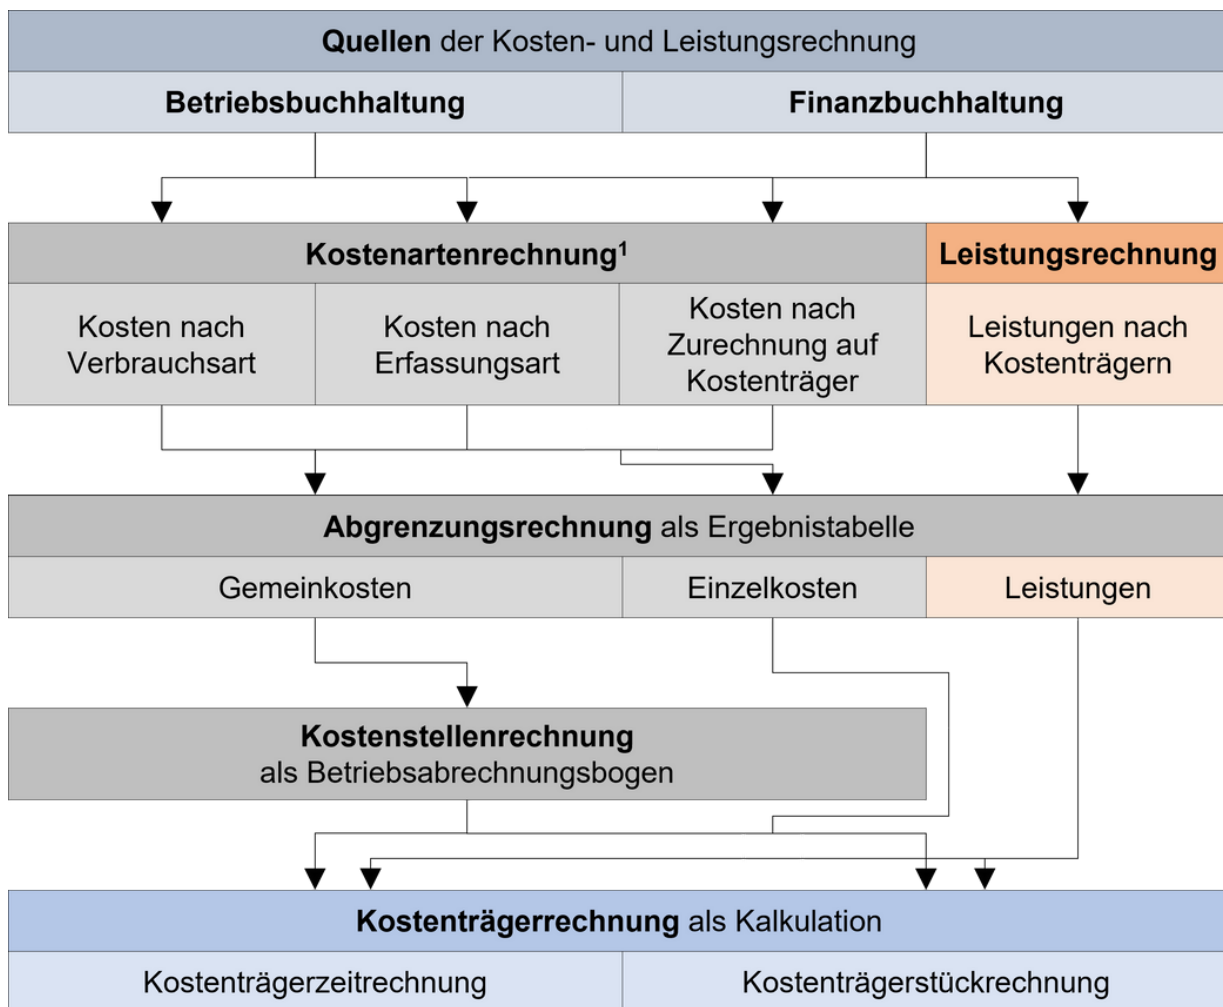 Quellen der Kosten- und Leistungsrechnung
Betriebsbuchhaltung
Finanzbuchhaltung
Kostenartenrechnung¹
Leistungsrechnung
Kosten nach
Verbrauchsart
Kosten nach
Erfassungsart
Kosten nach
Zurechnung auf
Kostenträger
Leistungen nach
Kostenträgern
Abgrenzungsrechnung als Ergebnistabelle
Gemeinkosten
Einzelkosten
Leistungen
Kostenstellenrechnung
als Betriebsabrechnungsbogen
Kostenträgerrechnung als Kalkulation
Kostenträgerzeitrechnung
Kostenträgerstückrechnung